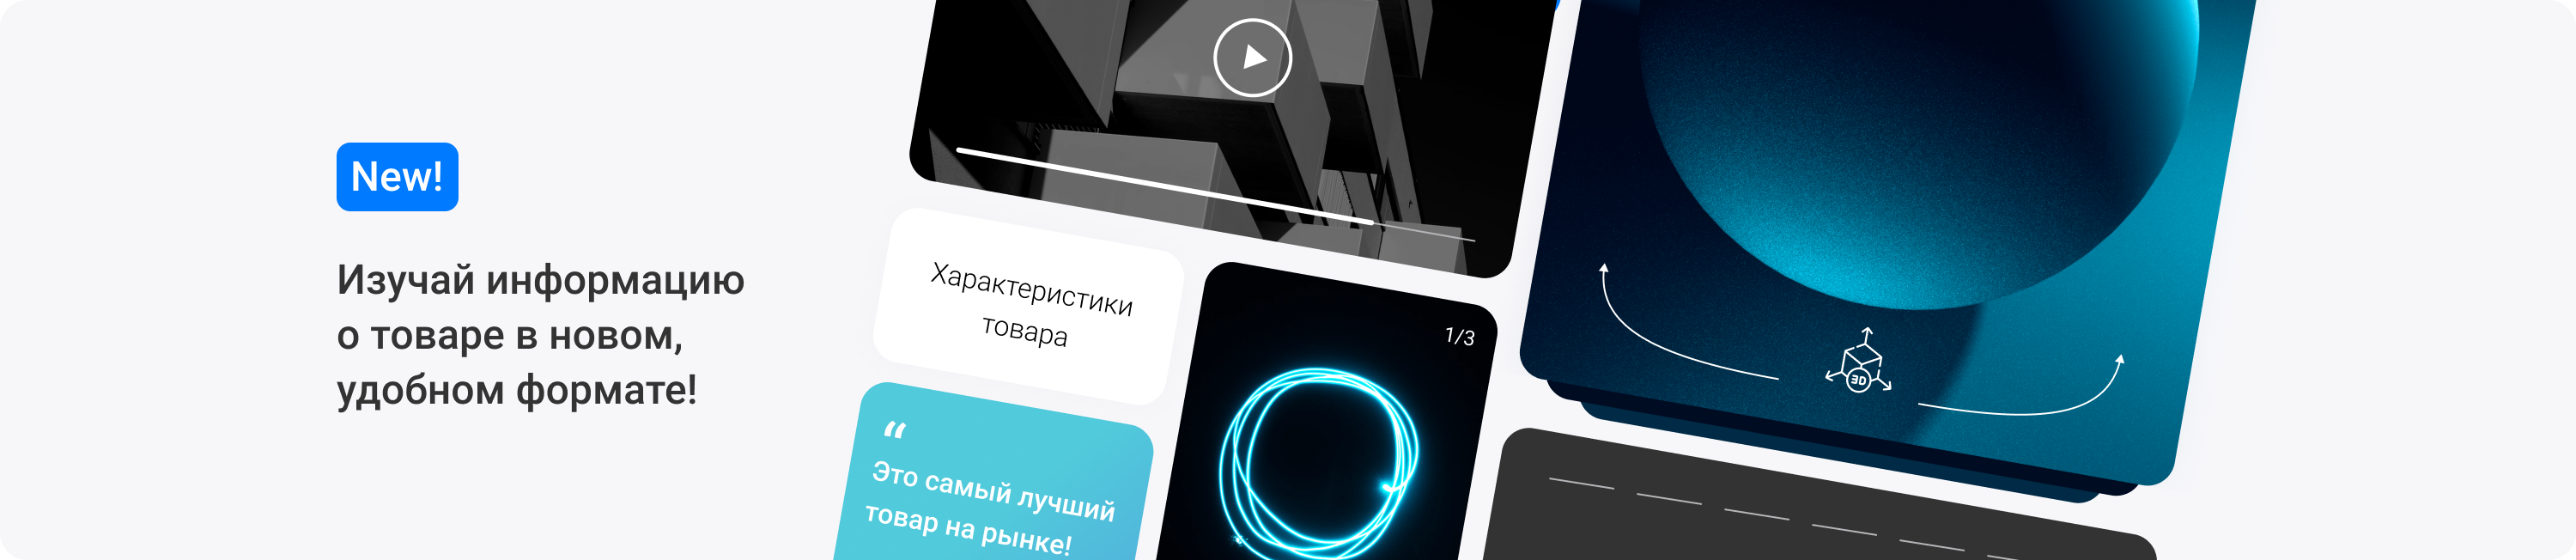 New!
Изучай информацию
о товаре в новом,
удобном формате!
Характеристики
товара
1/3
“
Это самый лучший
товар на рынке!
3D